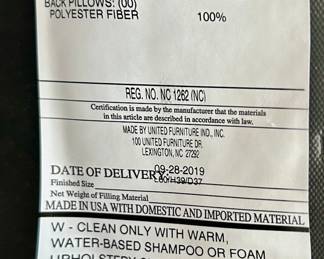 BACK PILLOWS: (00)
POLYESTER FIBER 100%
REG. NO. NC 1262 (NC)
Certification is made by the manufacturer that the materials
in this article are described in accordance with law.
MADE BY UNITED FURNITURE IND., INC.
100 UNITED FURNITURE DR.
LEXINGTON, NC 27292
09-28-2019
DATE OF DELIVERY
L80/H39/D37
Finished Size
Net Weight of Filling Material
MADE IN USA WITH DOMESTIC AND IMPORTED MATERIAL
W - CLEAN ONLY WITH WARM,
WATER-BASED SHAMPOO OR FOAM